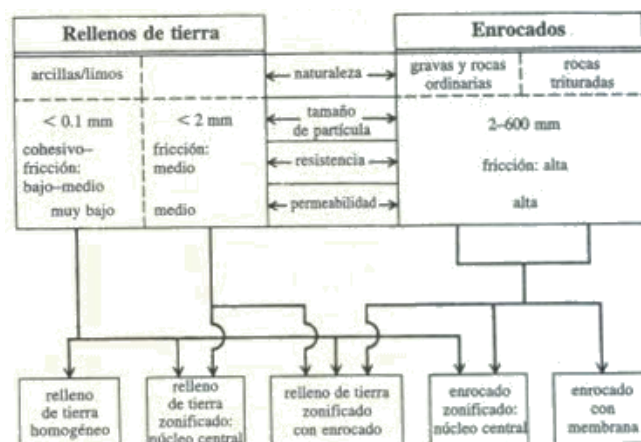 Rellenos de tierra
Enrocados
arcillas/limos
naturaleza
gravas y rocas
ordinarias
rocas
trituradas
< 0.1 mm
< 2 mm
tamaño
de partícula
2–600 mm
cohesivo–
fricción:
bajo–medio
fricción:
medio
resistencia
fricción: alta
muy bajo
medio
permeabilidad
alta
relleno
de tierra
homogéneo
relleno
de tierra
zonificado:
núcleo central
relleno de tierra
zonificado
con enrocado
enrocado
zonificado:
núcleo central
enrocado
con
membrana